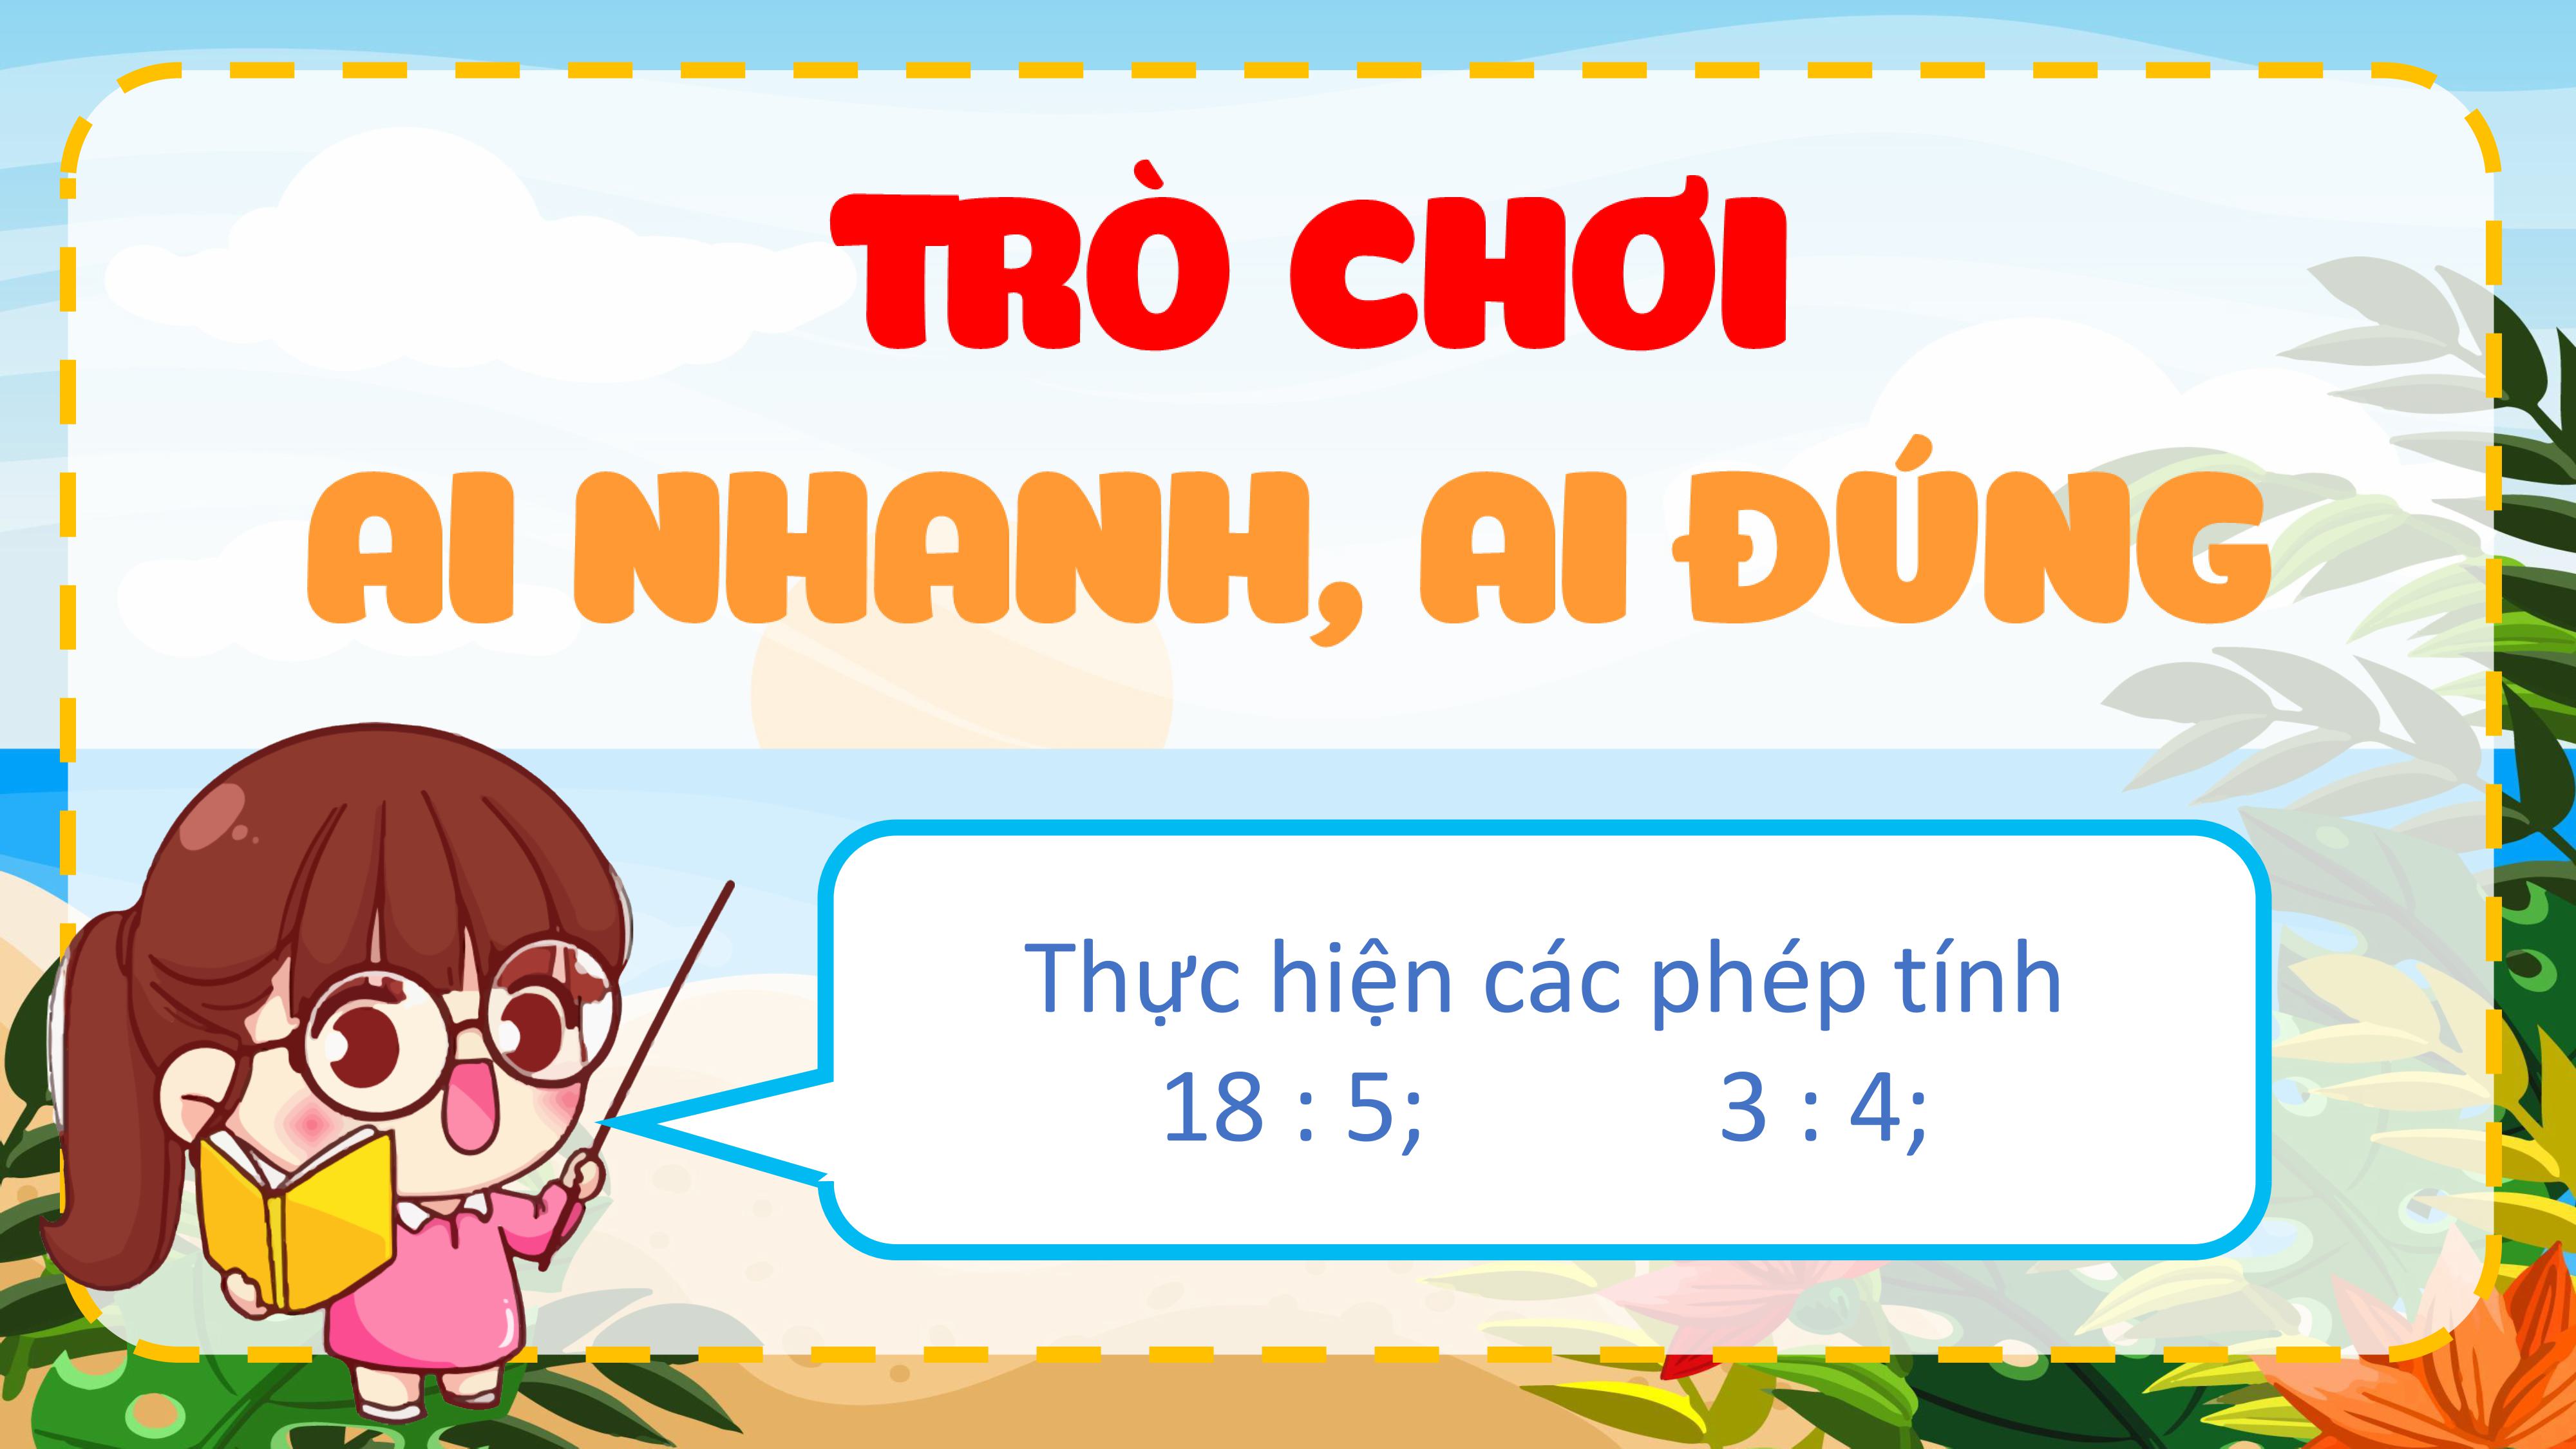 TRÒ CHƠI
AI NHANH, AI ĐÚNG
Thực hiện các phép tính
18 : 5; 3 : 4;